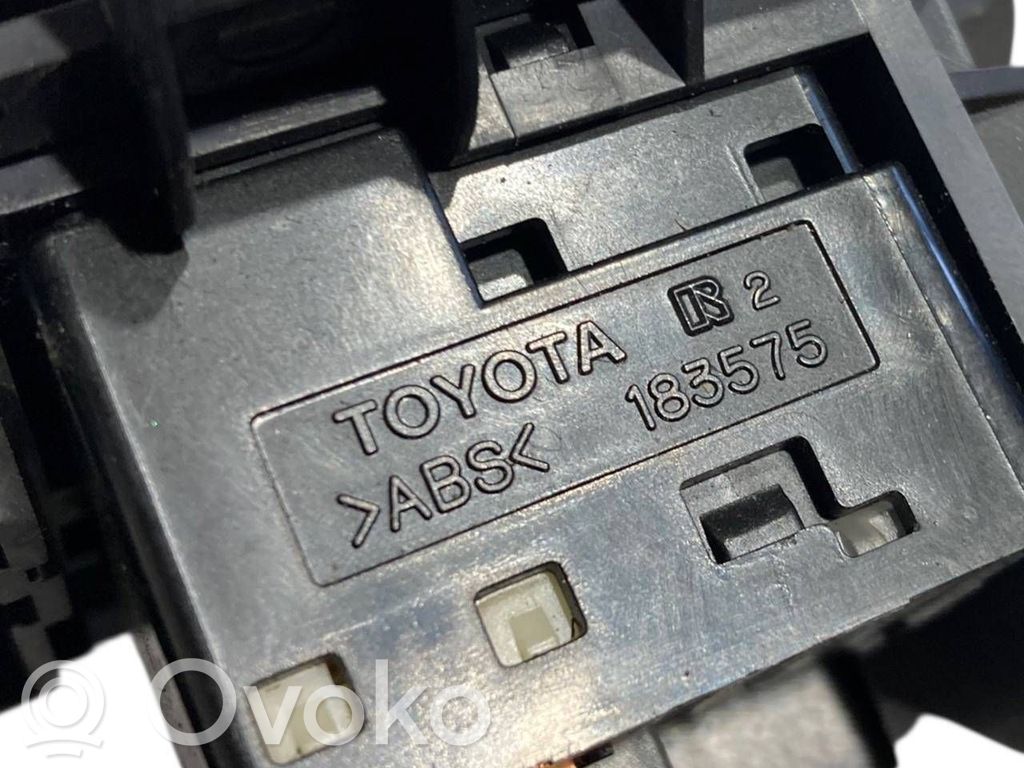 TOYOTA R 2
>ABS< 183575
Ovoko